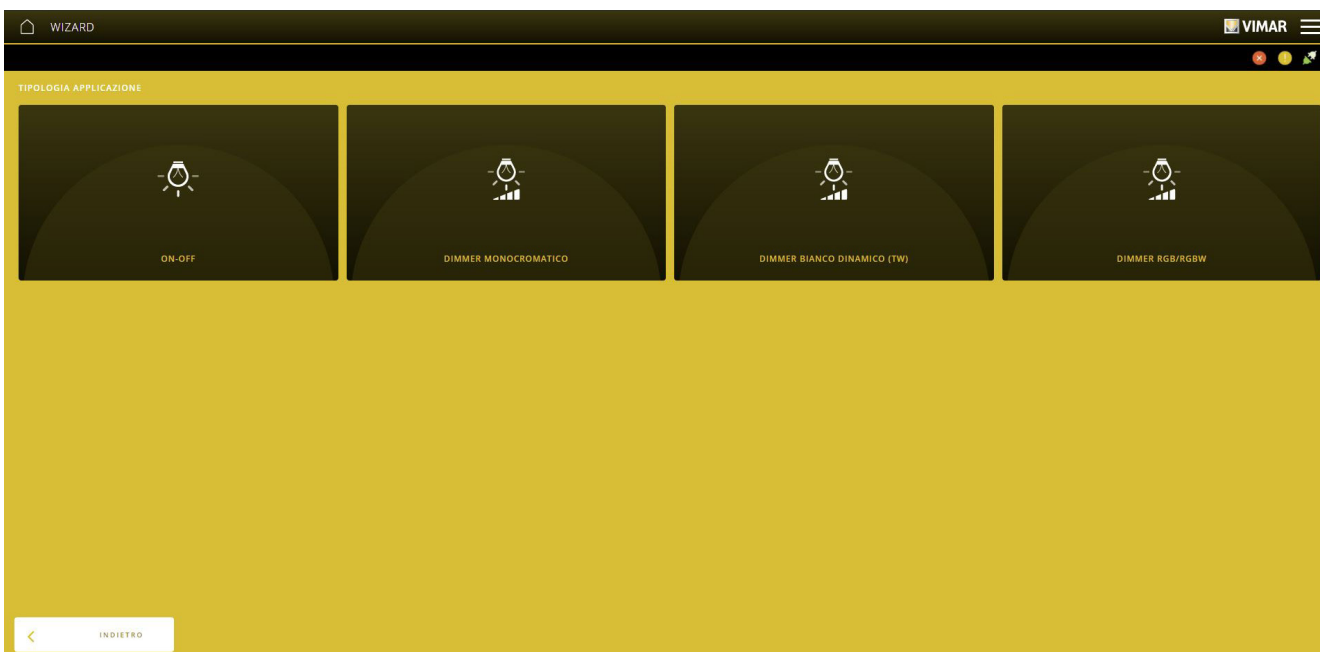 WIZARD
VIMAR
TIPOLOGIA APPLICAZIONE
ON-OFF
DIMMER MONOCROMATICO
DIMMER BIANCO DINAMICO (TW)
DIMMER RGB/RGBW
INDIETRO